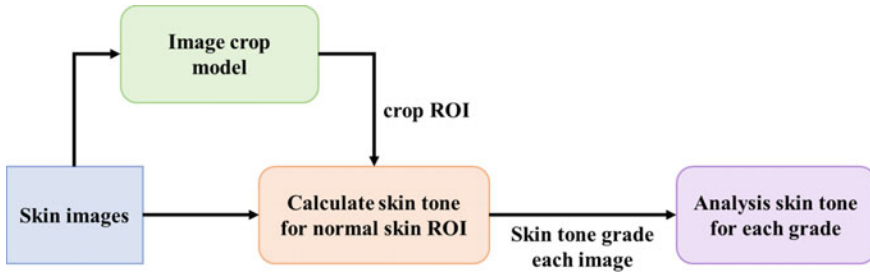 Image crop
model
crop ROI
Skin images
Calculate skin tone
for normal skin ROI
Skin tone grade
each image
Analysis skin tone
for each grade